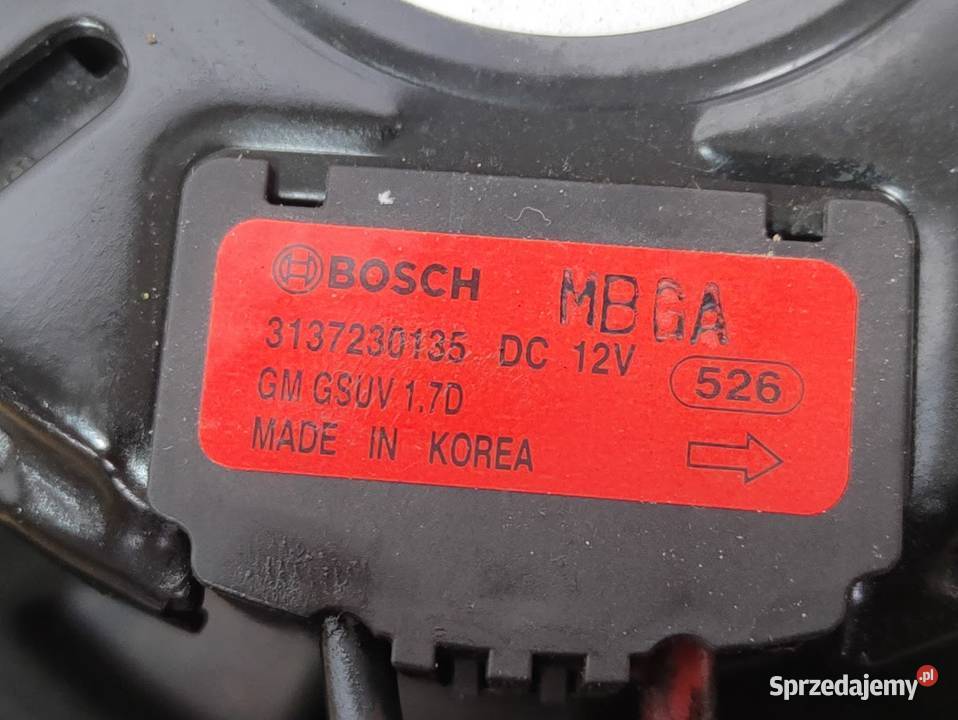 BOSCH MBGA
3137230135 DC 12V
526
GM GSUV 1.7D
MADE IN KOREA
Sprzedajemy.pl